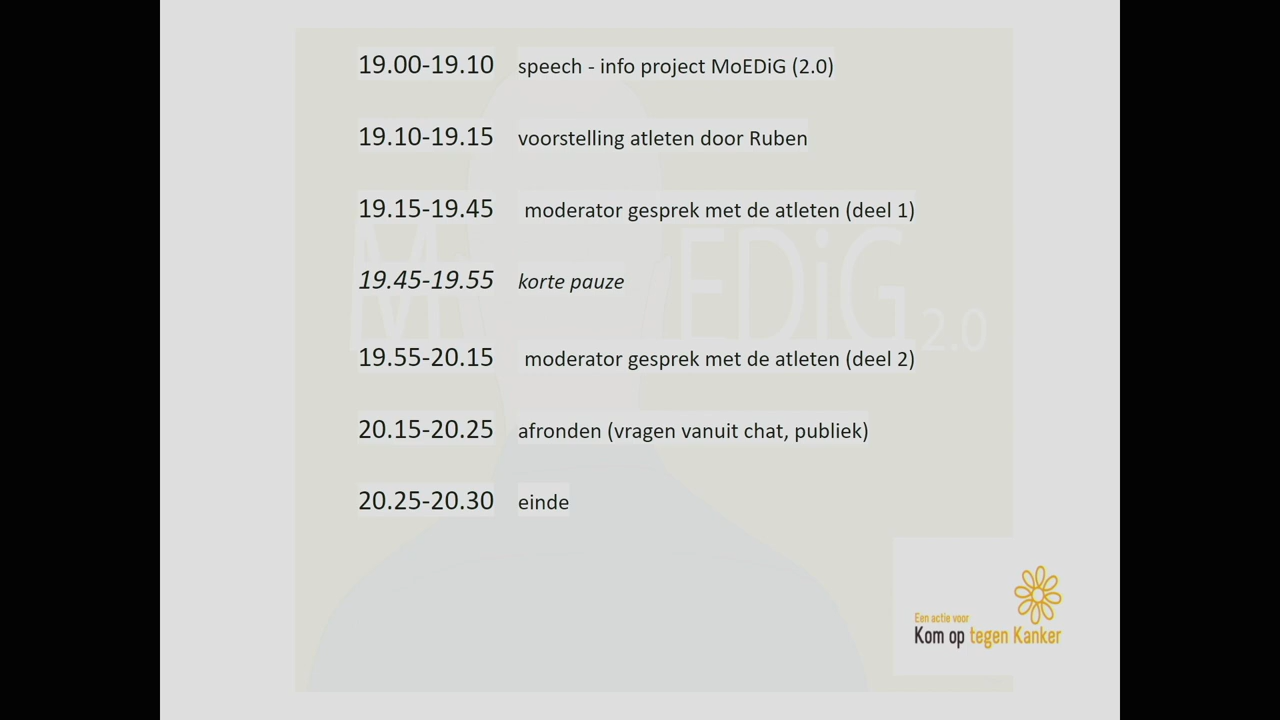 19.00-19.10 speech - info project MoEDiG (2.0)
19.10-19.15 voorstelling atleten door Ruben
19.15-19.45 moderator gesprek met de atleten (deel 1)
19.45-19.55 korte pauze
MoEDiG 2.0
19.55-20.15 moderator gesprek met de atleten (deel 2)
20.15-20.25 afronden (vragen vanuit chat, publiek)
20.25-20.30 einde
Een actie voor
Kom op tegen Kanker